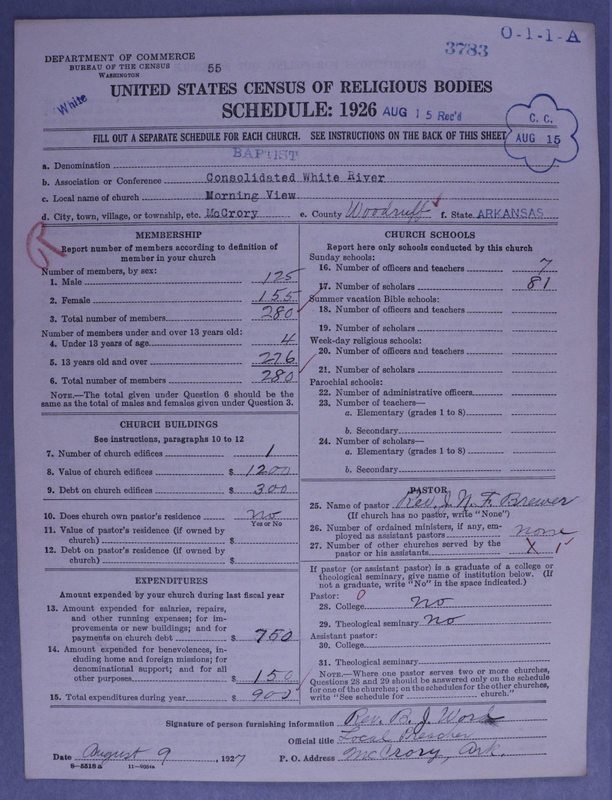 O-1-1-A
3783
DEPARTMENT OF COMMERCE
BUREAU OF THE CENSUS
WASHINGTON
55
White
UNITED STATES CENSUS OF RELIGIOUS BODIES
SCHEDULE: 1926 AUG 15 Rec'd
C. C.
AUG 15
FILL OUT A SEPARATE SCHEDULE FOR EACH CHURCH. SEE INSTRUCTIONS ON THE BACK OF THIS SHEET
a. Denomination BAPTIST
b. Association or Conference Consolidated White River
c. Local name of church Morning View
d. City, town, village, or township, etc. McCrory e. County Woodruff f. State ARKANSAS
MEMBERSHIP
Report number of members according to definition of
member in your church
Number of members, by sex:
1. Male 125
2. Female 155
3. Total number of members 280
Number of members under and over 13 years old:
4. Under 13 years of age 4
5. 13 years old and over 276
6. Total number of members 280
NOTE.—The total given under Question 6 should be
same as the total of males and females given under Question 3.
CHURCH BUILDINGS
See instructions, paragraphs 10 to 12
7. Number of church edifices 1
8. Value of church edifices $ 1200
9. Debt on church edifices $ 300
10. Does church own pastor's residence no
Yes or No
11. Value of pastor's residence (if owned by
church) $
12. Debt on pastor's residence (if owned by
church) $
EXPENDITURES
Amount expended by your church during last fiscal year
13. Amount expended for salaries, repairs,
and other running expenses; for im-
provements or new buildings; and for
payments on church debt $ 750
14. Amount expended for benevolences, in-
cluding home and foreign missions; for
denominational support; and for all
other purposes $ 150
15. Total expenditures during year $ 900
CHURCH SCHOOLS
Report here only schools conducted by this church
Sunday schools:
16. Number of officers and teachers 7
17. Number of scholars 81
Summer vacation Bible schools:
18. Number of officers and teachers
19. Number of scholars
Week-day religious schools:
20. Number of officers and teachers
21. Number of scholars
Parochial schools:
22. Number of administrative officers
23. Number of teachers—
a. Elementary (grades 1 to 8)
b. Secondary
24. Number of scholars—
a. Elementary (grades 1 to 8)
b. Secondary
PASTOR
25. Name of pastor Rev. J. N. F. Brewer
(If church has no pastor, write "None")
26. Number of ordained ministers, if any, em-
ployed as assistant pastors none
27. Number of other churches served by the
pastor or his assistants X 1
If pastor (or assistant pastor) is a graduate of a college or
theological seminary, give name of institution below. (If
not a graduate, write "No" in the space indicated.)
Pastor: 0
28. College no
29. Theological seminary no
Assistant pastor:
30. College
31. Theological seminary
NOTE.—Where one pastor serves two or more churches,
Questions 28 and 29 should be answered only on the schedule
for one of the churches; on the schedules for the other churches,
write "See schedule for church."
Signature of person furnishing information Rev. B. J. Work
Official title Local Preacher
Date August 9, 1927 P. O. Address McCrory, Ark.
8-5518 a